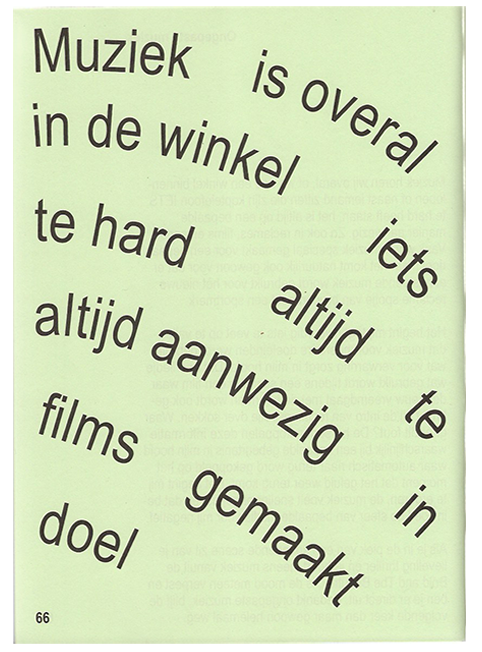 Muziek is overal
in de winkel
te hard iets
altijd
altijd aanwezig te
films gemaakt in
doel
66